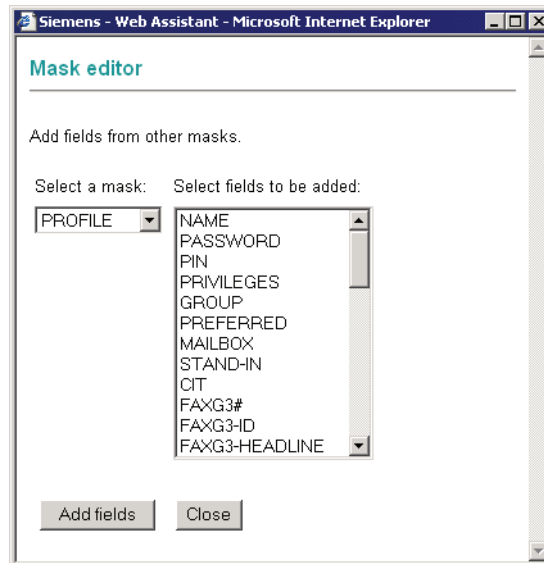 Siemens - Web Assistant - Microsoft Internet Explorer
Mask editor
Add fields from other masks.
Select a mask: Select fields to be added:
PROFILE
NAME
PASSWORD
PIN
PRIVILEGES
GROUP
PREFERRED
MAILBOX
STAND-IN
CIT
FAXG3#
FAXG3-ID
FAXG3-HEADLINE
Add fields Close